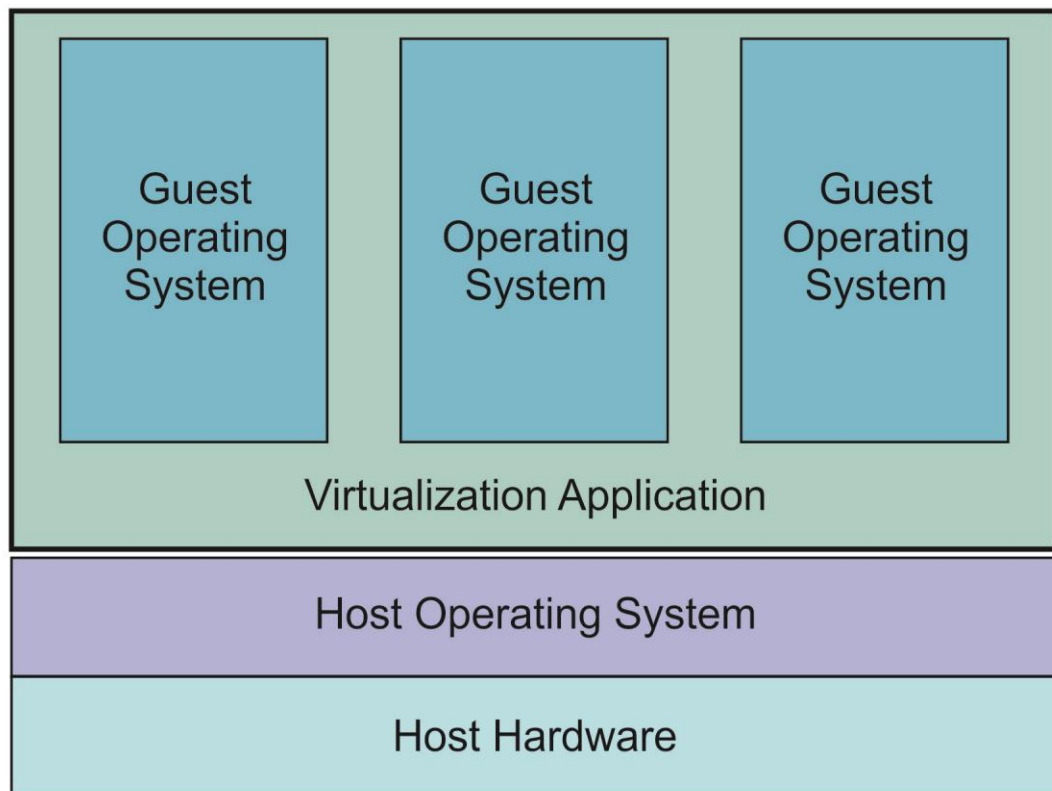 Guest
Operating
System
Guest
Operating
System
Guest
Operating
System
Virtualization Application
Host Operating System
Host Hardware